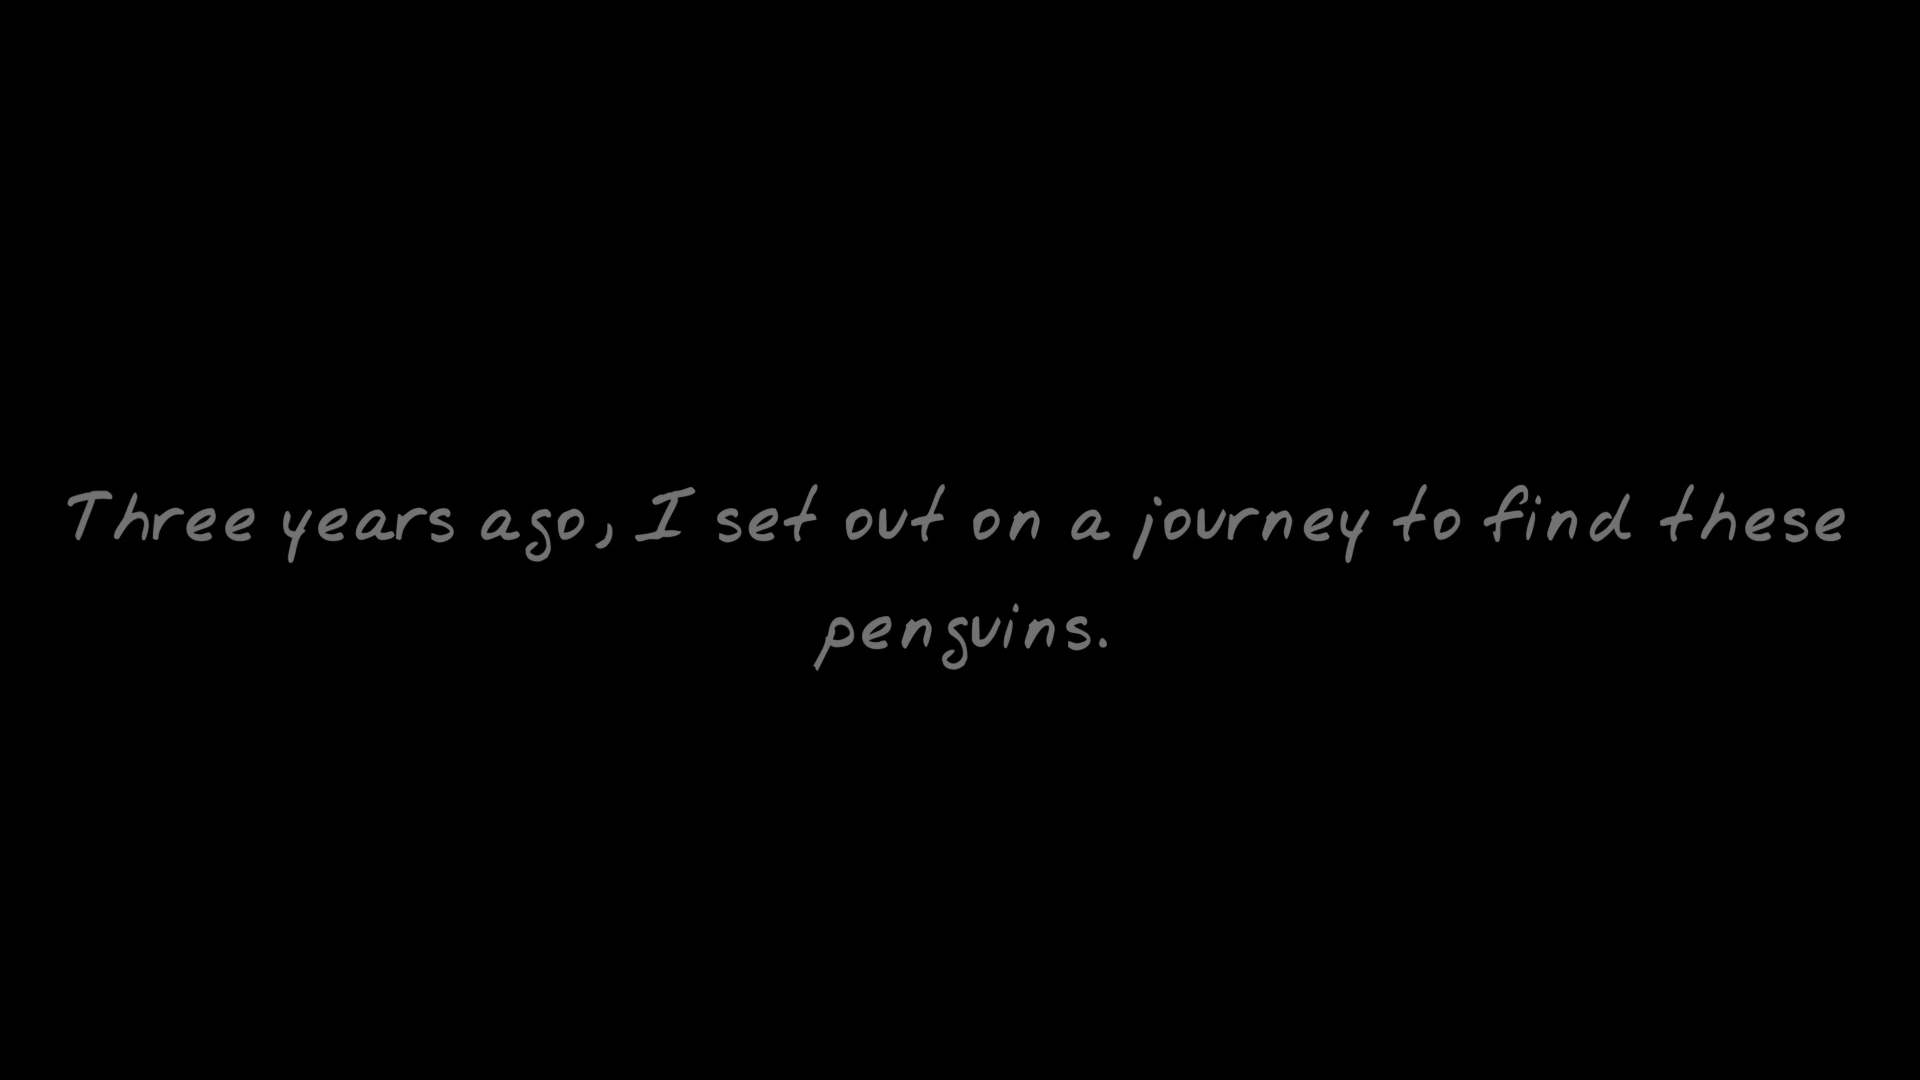 Three years ago, I set out on a journey to find these
penguins.